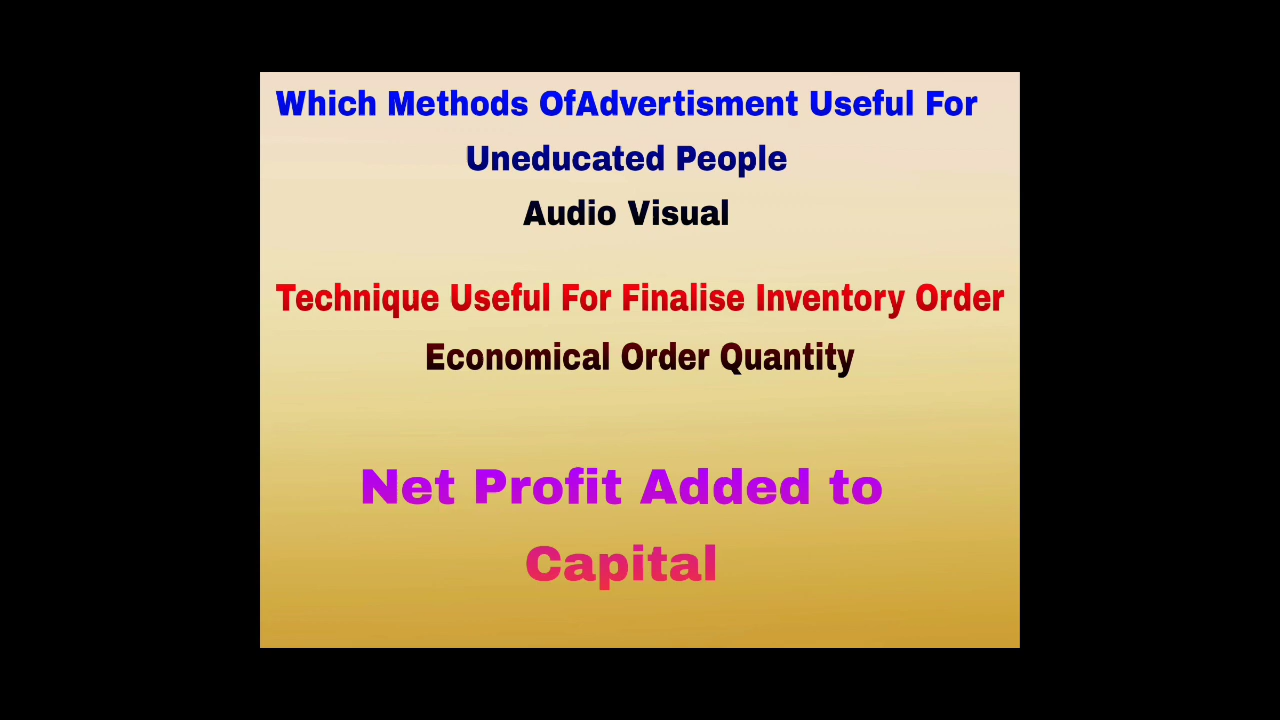 Which Methods OfAdvertisment Useful For
Uneducated People
Audio Visual
Technique Useful For Finalise Inventory Order
Economical Order Quantity
Net Profit Added to
Capital